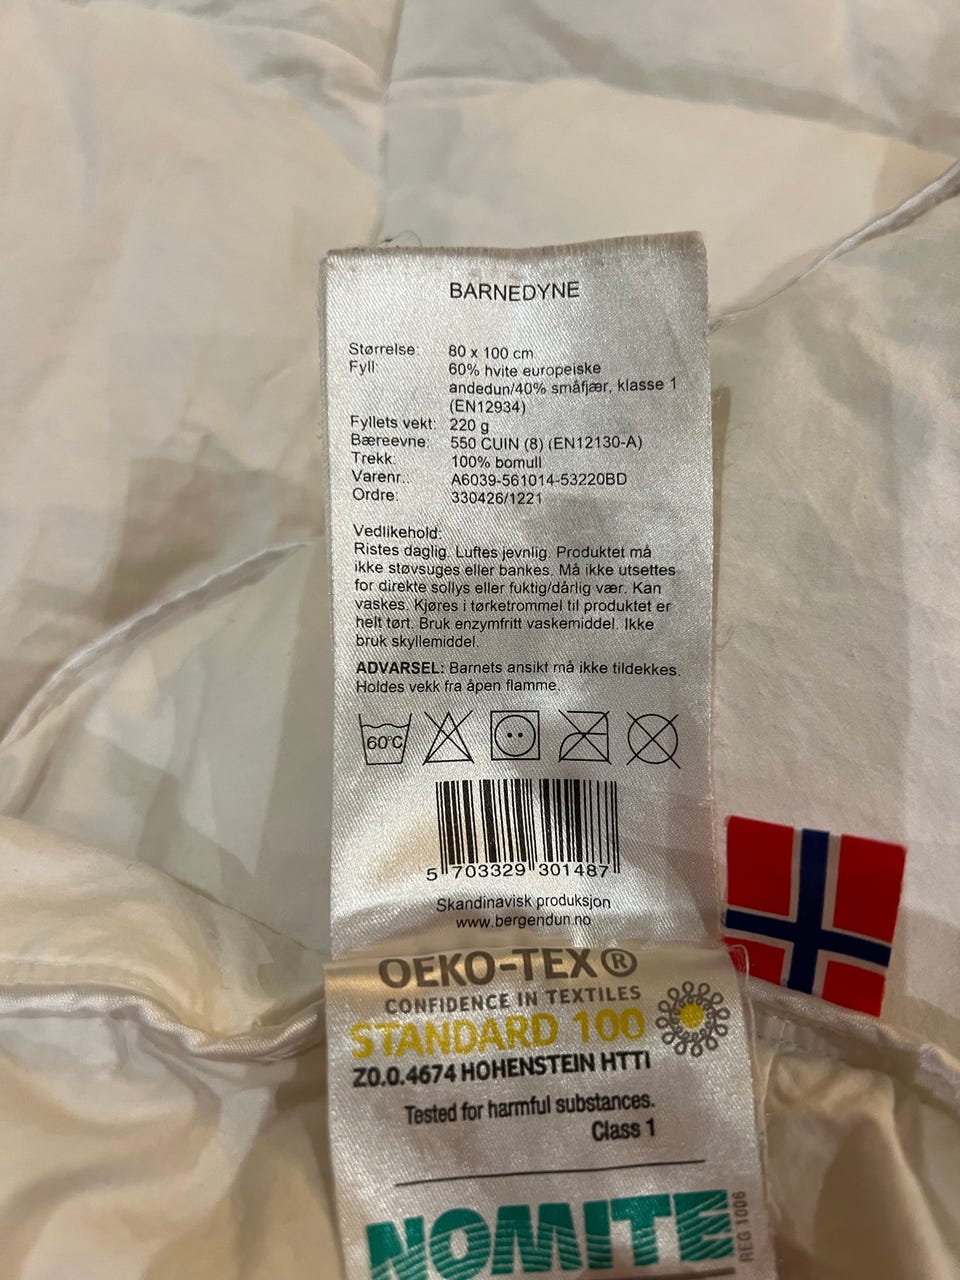 BARNEDYNE
Størrelse: 80 x 100 cm
Fyll: 60% hvite europeiske
andedun/40% småfjær, klasse 1
(EN12934)
Fyllets vekt: 220 g
Bæreevne: 550 CUIN (8) (EN12130-A)
Trekk: 100% bomull
Varenr.: A6039-561014-53220BD
Ordre: 330426/1221
Vedlikehold:
Ristes daglig. Luftes jevnlig. Produktet må
ikke støvsuges eller bankes. Må ikke utsettes
for direkte sollys eller fuktig/dårlig vær. Kan
vaskes. Kjøres i tørketrommel til produktet er
helt tørt. Bruk enzymfritt vaskemiddel. Ikke
bruk skyllemiddel.
ADVARSEL: Barnets ansikt må ikke tildekkes.
Holdes vekk fra åpen flamme.
60°C
5 703329 301487
Skandinavisk produksjon
www.bergendun.no
OEKO-TEX®
CONFIDENCE IN TEXTILES
STANDARD 100
Z0.0.4674 HOHENSTEIN HTTI
Tested for harmful substances.
Class 1
NOMITE
REG 1006